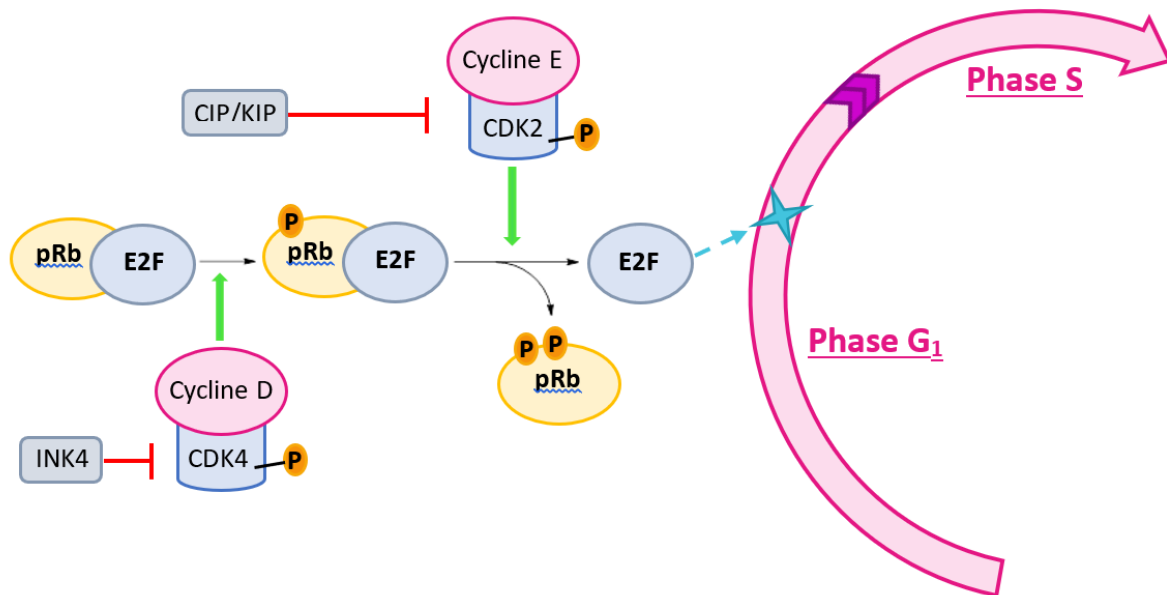 Cycline E
Phase S
CIP/KIP
CDK2
P
P
pRb
E2F
pRb
E2F
E2F
P
P
pRb
Phase G₁
Cycline D
INK4
CDK4
P